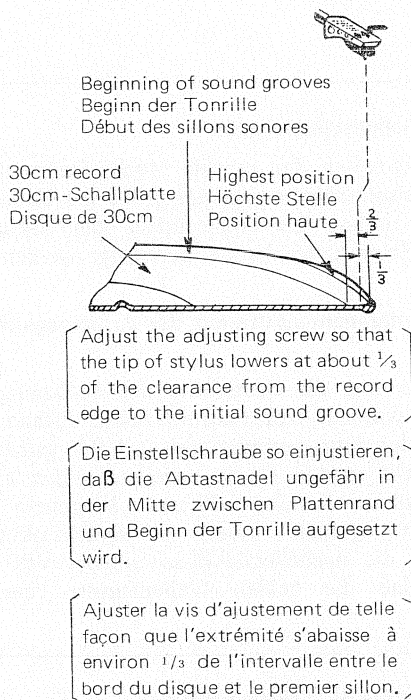 Beginning of sound grooves
Beginn der Tonrille
Début des sillons sonores
30cm record
30cm-Schallplatte
Disque de 30cm
Highest position
Höchste Stelle
Position haute
2/3
1/3
Adjust the adjusting screw so that
the tip of stylus lowers at about 1/3
of the clearance from the record
edge to the initial sound groove.
Die Einstellschraube so einjustieren,
daß die Abtastnadel ungefähr in
der Mitte zwischen Plattenrand
und Beginn der Tonrille aufgesetzt
wird.
Ajuster la vis d'ajustement de telle
façon que l'extrémité s'abaisse à
environ 1/3 de l'intervalle entre le
bord du disque et le premier sillon.